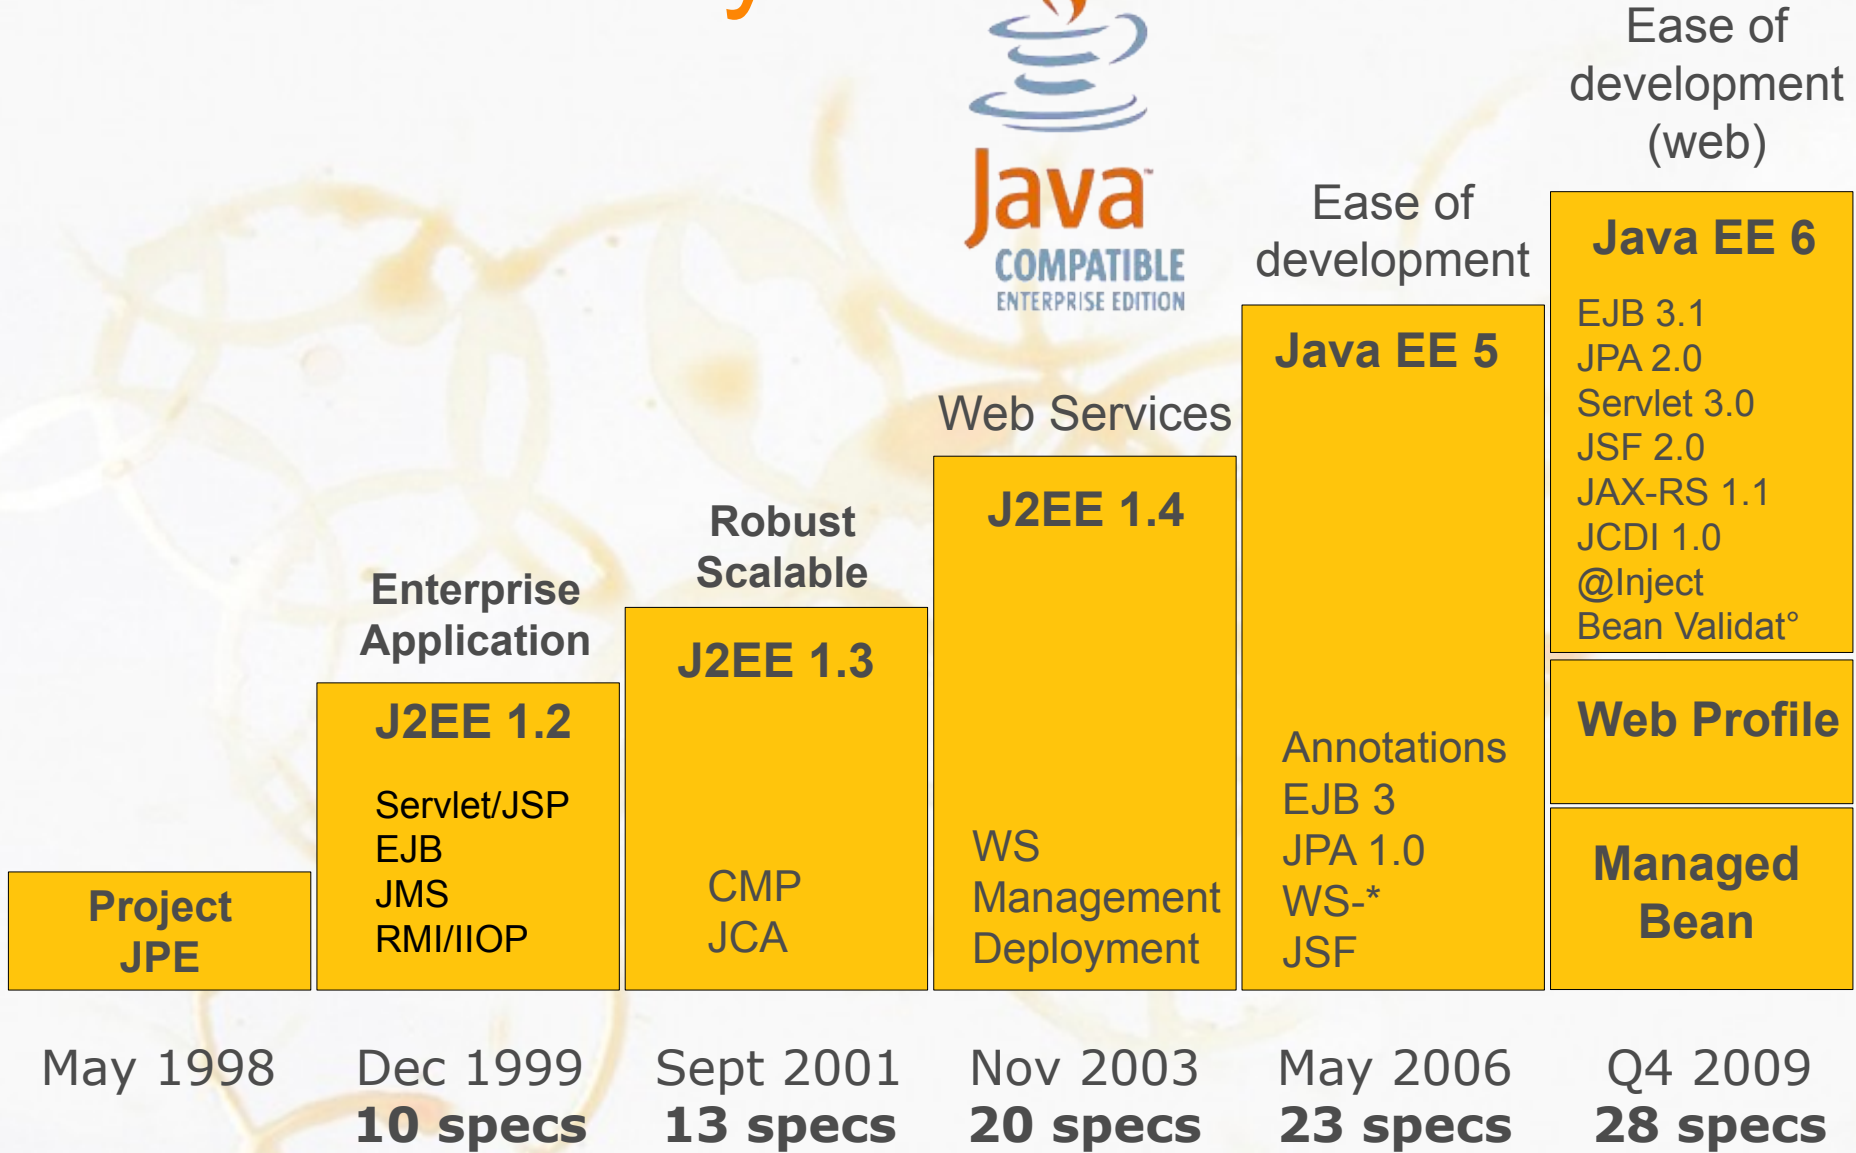 Java™
COMPATIBLE
ENTERPRISE EDITION
Project
JPE
May 1998
Enterprise
Application
J2EE 1.2
Servlet/JSP
EJB
JMS
RMI/IIOP
Dec 1999
10 specs
Robust
Scalable
J2EE 1.3
CMP
JCA
Sept 2001
13 specs
Web Services
J2EE 1.4
WS
Management
Deployment
Nov 2003
20 specs
Ease of
development
Java EE 5
Annotations
EJB 3
JPA 1.0
WS-*
JSF
May 2006
23 specs
Ease of
development
(web)
Java EE 6
EJB 3.1
JPA 2.0
Servlet 3.0
JSF 2.0
JAX-RS 1.1
JCDI 1.0
@Inject
Bean Validat°
Web Profile
Managed
Bean
Q4 2009
28 specs